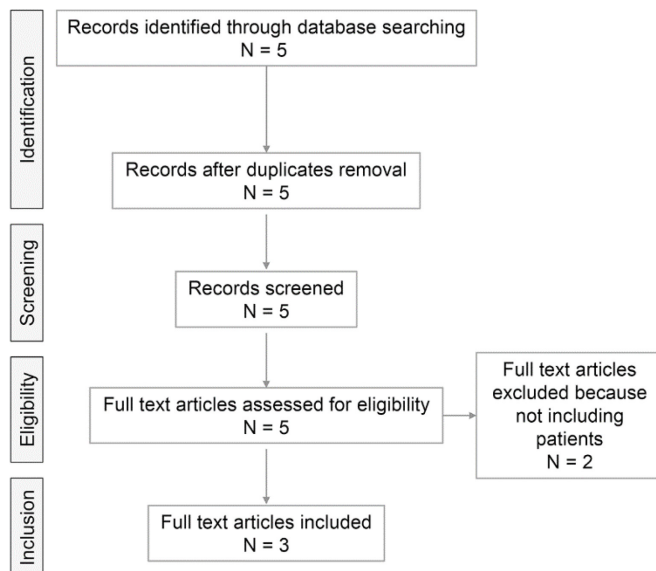 Identification
Records identified through database searching
N = 5
Records after duplicates removal
N = 5
Screening
Records screened
N = 5
Eligibility
Full text articles assessed for eligibility
N = 5
Full text articles
excluded because
not including
patients
N = 2
Inclusion
Full text articles included
N = 3